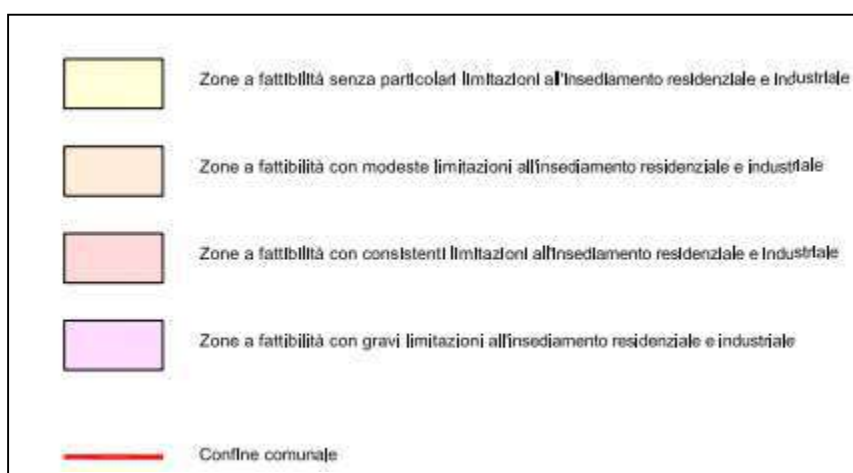 Zone a fattibilità senza particolari limitazioni all'insediamento residenziale e industriale
Zone a fattibilità con modeste limitazioni all'insediamento residenziale e industriale
Zone a fattibilità con consistenti limitazioni all'insediamento residenziale e industriale
Zone a fattibilità con gravi limitazioni all'insediamento residenziale e industriale
Confine comunale